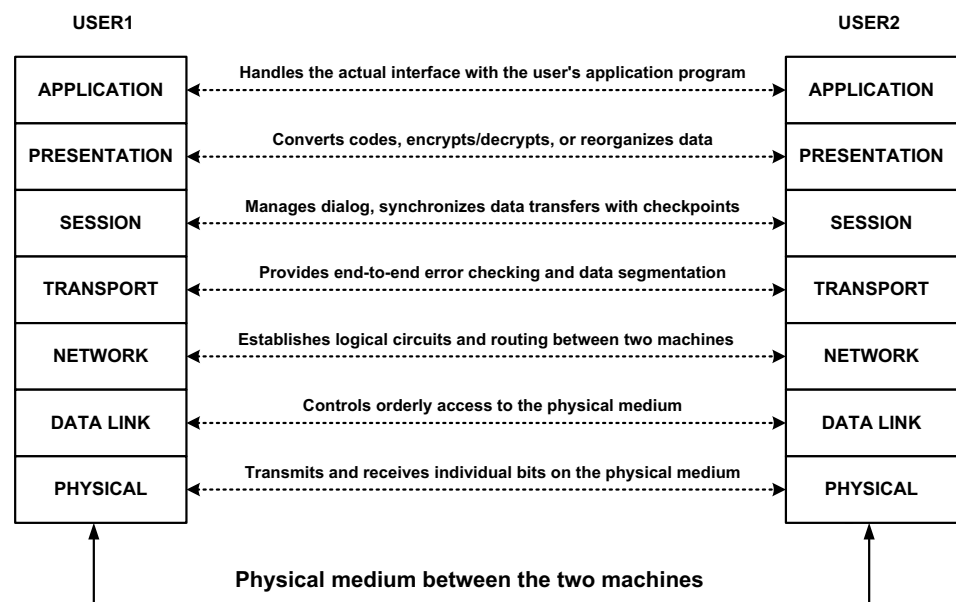 USER1 USER2
APPLICATION Handles the actual interface with the user's application program APPLICATION
PRESENTATION Converts codes, encrypts/decrypts, or reorganizes data PRESENTATION
SESSION Manages dialog, synchronizes data transfers with checkpoints SESSION
TRANSPORT Provides end-to-end error checking and data segmentation TRANSPORT
NETWORK Establishes logical circuits and routing between two machines NETWORK
DATA LINK Controls orderly access to the physical medium DATA LINK
PHYSICAL Transmits and receives individual bits on the physical medium PHYSICAL
Physical medium between the two machines